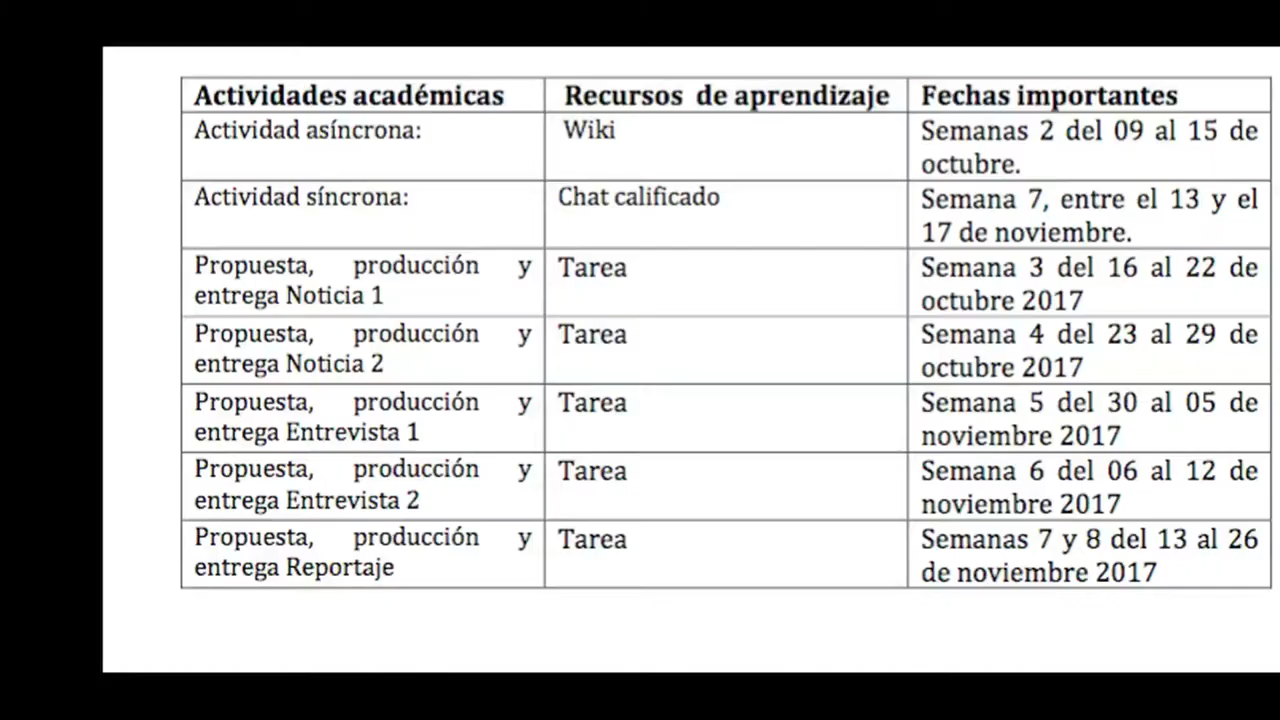 Actividades académicas Recursos de aprendizaje Fechas importantes
Actividad asíncrona: Wiki Semanas 2 del 09 al 15 de
octubre.
Actividad síncrona: Chat calificado Semana 7, entre el 13 y el
17 de noviembre.
Propuesta, producción y Tarea Semana 3 del 16 al 22 de
entrega Noticia 1 octubre 2017
Propuesta, producción y Tarea Semana 4 del 23 al 29 de
entrega Noticia 2 octubre 2017
Propuesta, producción y Tarea Semana 5 del 30 al 05 de
entrega Entrevista 1 noviembre 2017
Propuesta, producción y Tarea Semana 6 del 06 al 12 de
entrega Entrevista 2 noviembre 2017
Propuesta, producción y Tarea Semanas 7 y 8 del 13 al 26
entrega Reportaje de noviembre 2017